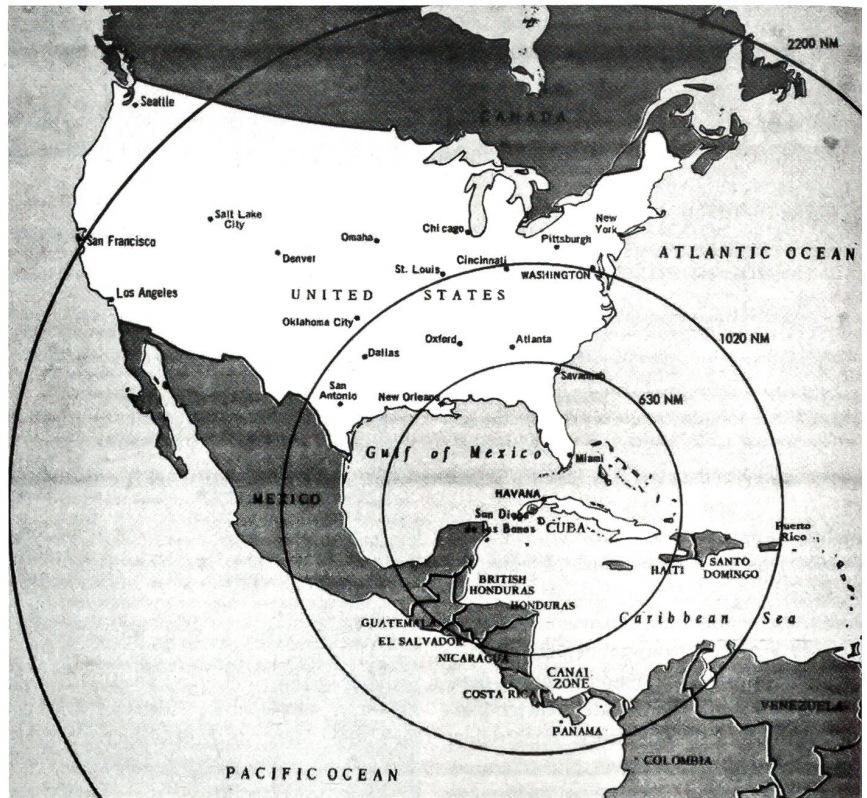 2200 NM
Seattle
CANADA
Salt Lake
City
New
York
San Francisco
Omaha
Chicago
Pittsburgh
ATLANTIC OCEAN
Denver
Cincinnati
St. Louis
WASHINGTON
Los Angeles
UNITED STATES
Oklahoma City
Oxford
Atlanta
1020 NM
Dallas
Savannah
San
Antonio
New Orleans
630 NM
Gulf of Mexico
Miami
HAVANA
MEXICO
San Diego
de los Banos
CUBA
Puerto
Rico
HAITI
SANTO
DOMINGO
BRITISH
HONDURAS
HONDURAS
GUATEMALA
Caribbean Sea
EL SALVADOR
NICARAGUA
CANAL
ZONE
COSTA RICA
VENEZUELA
PANAMA
COLOMBIA
PACIFIC OCEAN